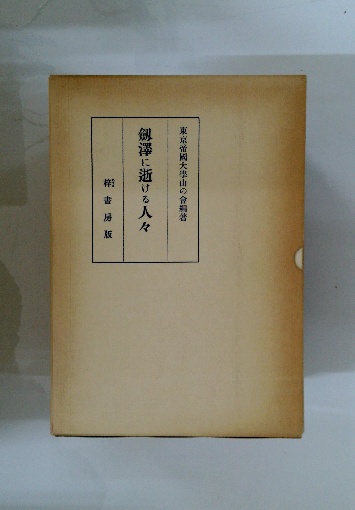 東京帝國大學山の會編著
劔澤に逝ける人々
梓書房版